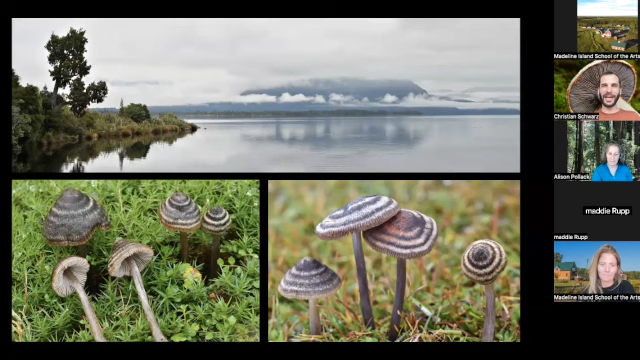 Madeline Island School of the Arts
Christian Schwarz
Alison Pollack
maddie Rupp
maddie Rupp
Madeline Island School of the Arts